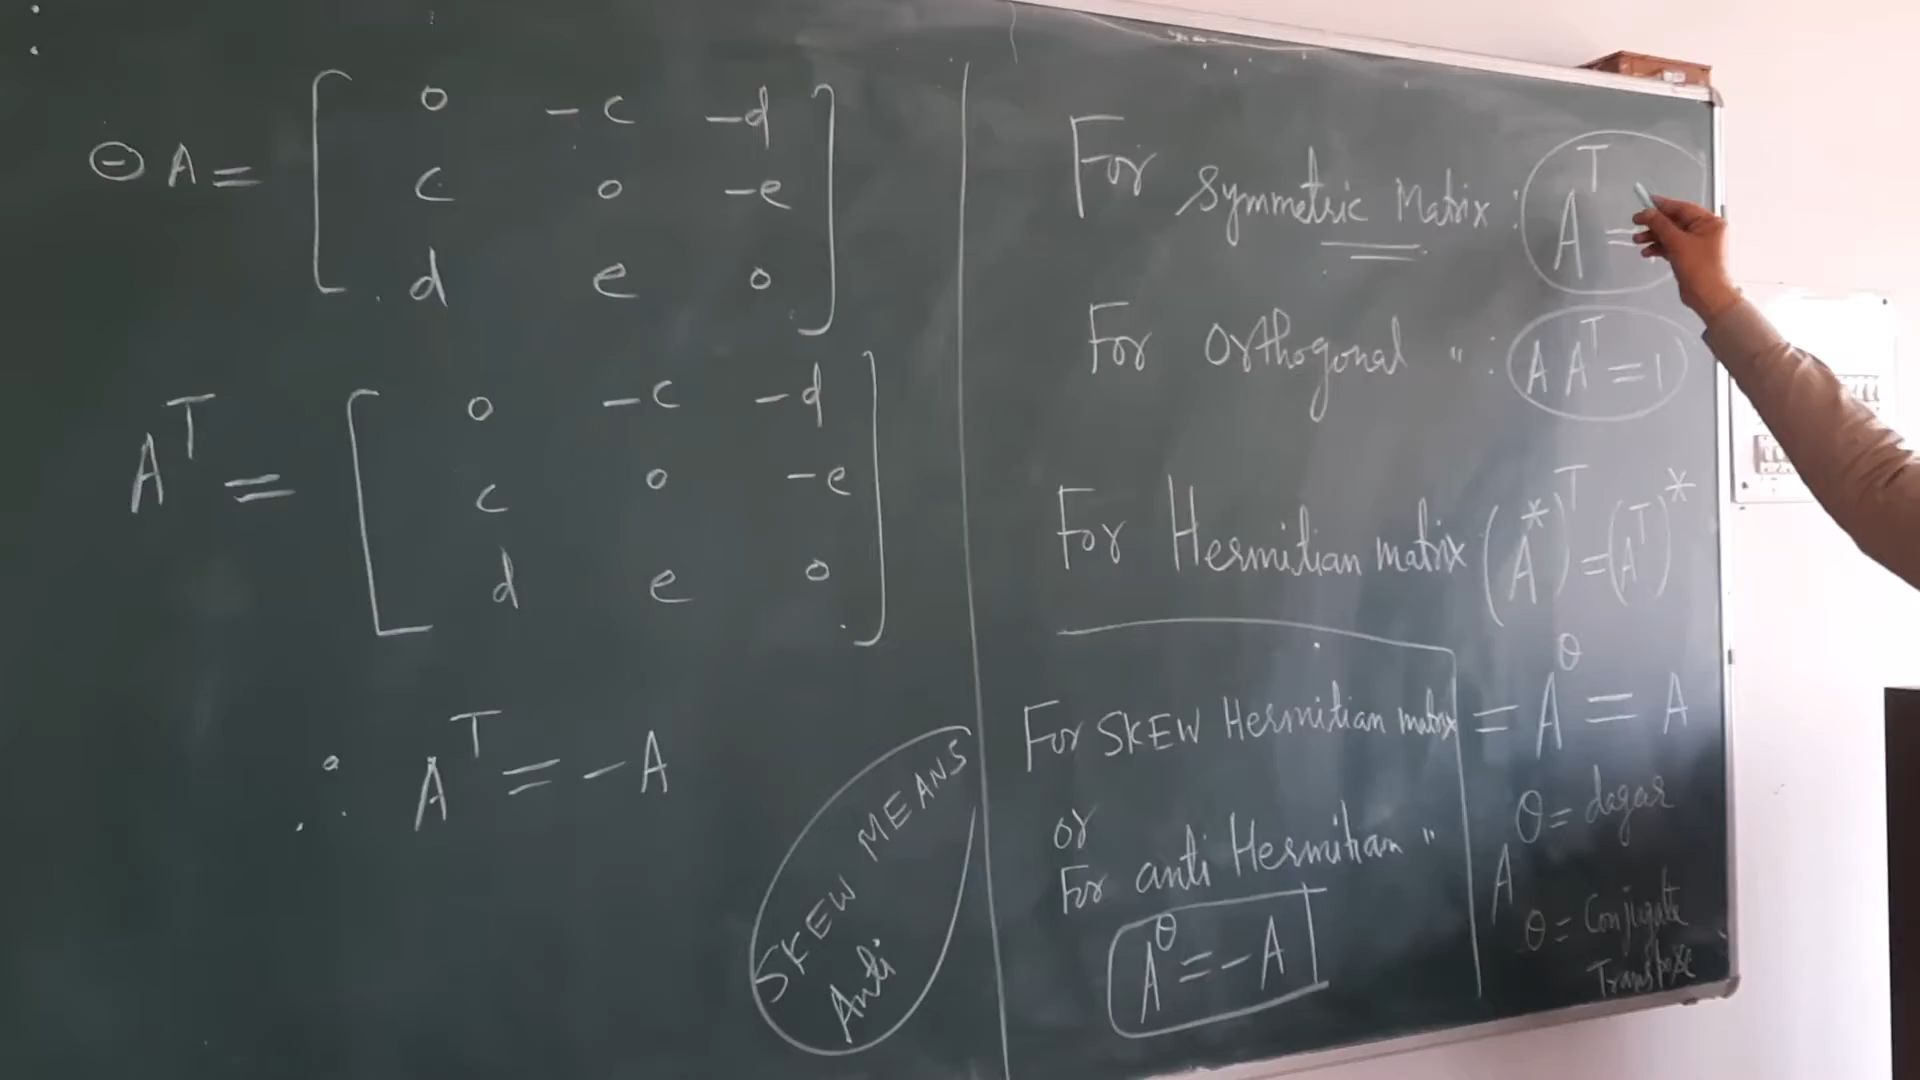 ⊖ A = [ 0 -c -d
c 0 -e
d e 0 ]
A^T = [ 0 -c -d
c 0 -e
d e 0 ]
∴ A^T = -A
SKEW MEANS
Anti
For Symmetric Matrix : A^T =
For Orthogonal " : A A^T = 1
For Hermitian matrix (A^*)^T = (A^T)^*
= A^θ = A
For SKEW Hermitian matrix
or
For anti Hermitian "
A^θ = -A
θ = dagar
A
θ = Conjugate
Transpose